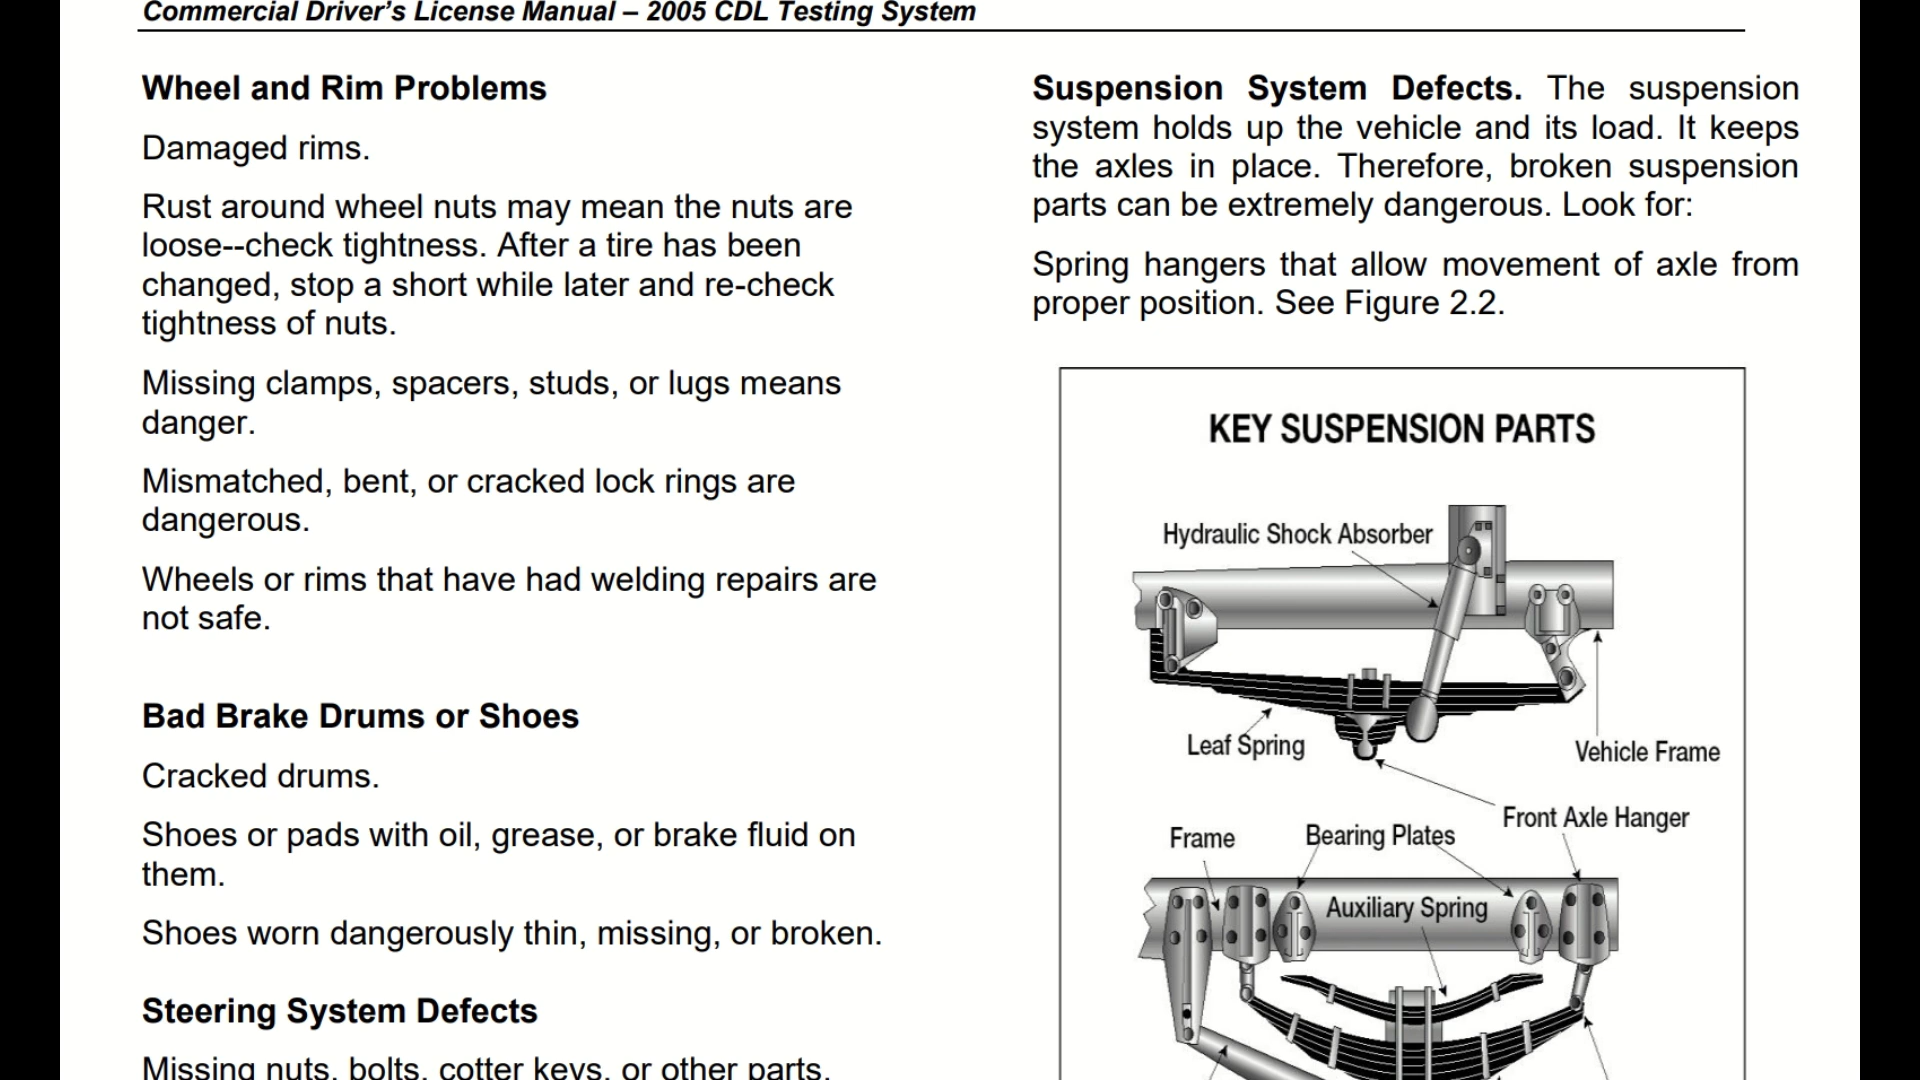 Commercial Driver's License Manual – 2005 CDL Testing System
Wheel and Rim Problems
Damaged rims.
Rust around wheel nuts may mean the nuts are
loose--check tightness. After a tire has been
changed, stop a short while later and re-check
tightness of nuts.
Missing clamps, spacers, studs, or lugs means
danger.
Mismatched, bent, or cracked lock rings are
dangerous.
Wheels or rims that have had welding repairs are
not safe.
Bad Brake Drums or Shoes
Cracked drums.
Shoes or pads with oil, grease, or brake fluid on
them.
Shoes worn dangerously thin, missing, or broken.
Steering System Defects
Missing nuts, bolts, cotter keys, or other parts.
Suspension System Defects. The suspension
system holds up the vehicle and its load. It keeps
the axles in place. Therefore, broken suspension
parts can be extremely dangerous. Look for:
Spring hangers that allow movement of axle from
proper position. See Figure 2.2.
KEY SUSPENSION PARTS
Hydraulic Shock Absorber
Leaf Spring
Vehicle Frame
Front Axle Hanger
Frame
Bearing Plates
Auxiliary Spring